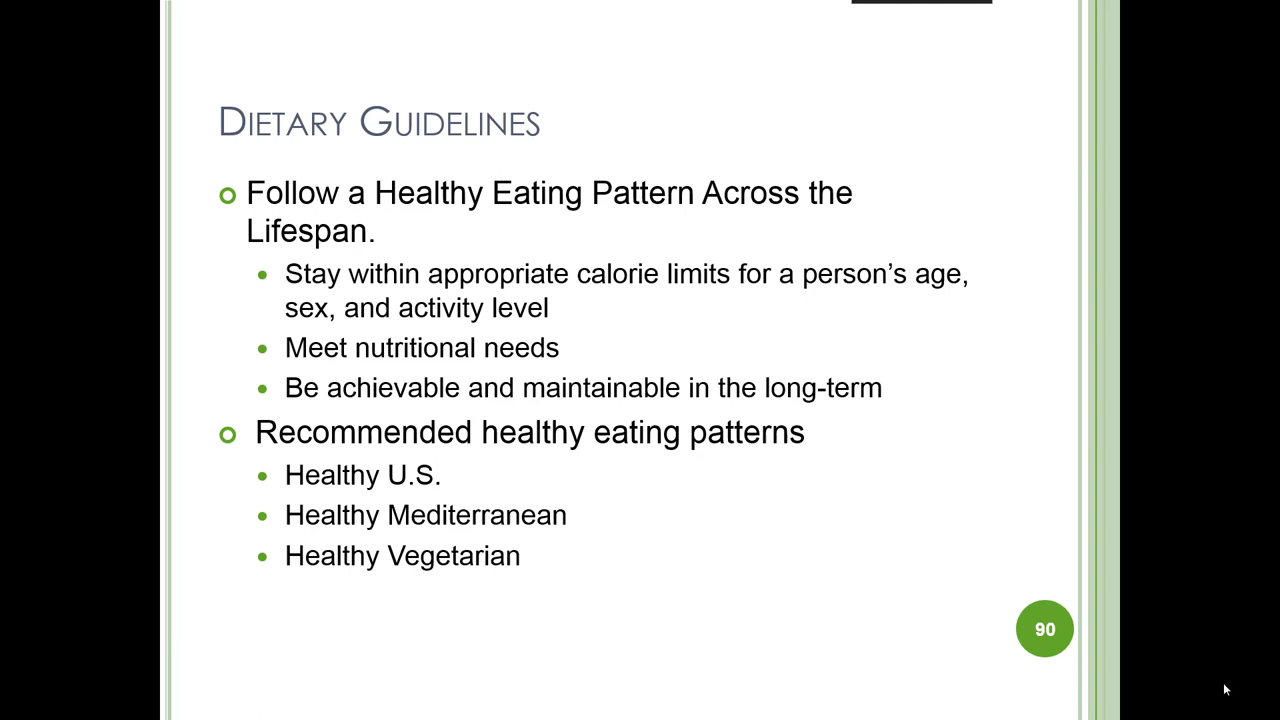 Dietary Guidelines
Follow a Healthy Eating Pattern Across the
Lifespan.
Stay within appropriate calorie limits for a person’s age,
sex, and activity level
Meet nutritional needs
Be achievable and maintainable in the long-term
Recommended healthy eating patterns
Healthy U.S.
Healthy Mediterranean
Healthy Vegetarian
90